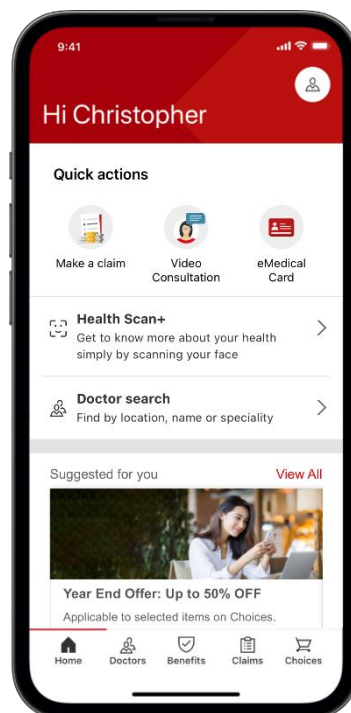 9:41
Hi Christopher
Quick actions
Make a claim
Video
Consultation
eMedical
Card
Health Scan+
Get to know more about your health
simply by scanning your face
Doctor search
Find by location, name or speciality
Suggested for you
View All
Year End Offer: Up to 50% OFF
Applicable to selected items on Choices.
Home
Doctors
Benefits
Claims
Choices